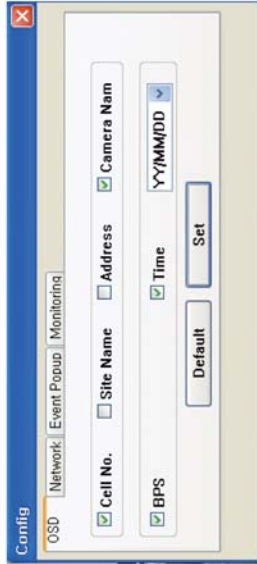 Config
OSD Network Event Popup Monitoring
Cell No. Site Name Address Camera Nam
BPS Time YY/MM/DD
Default Set